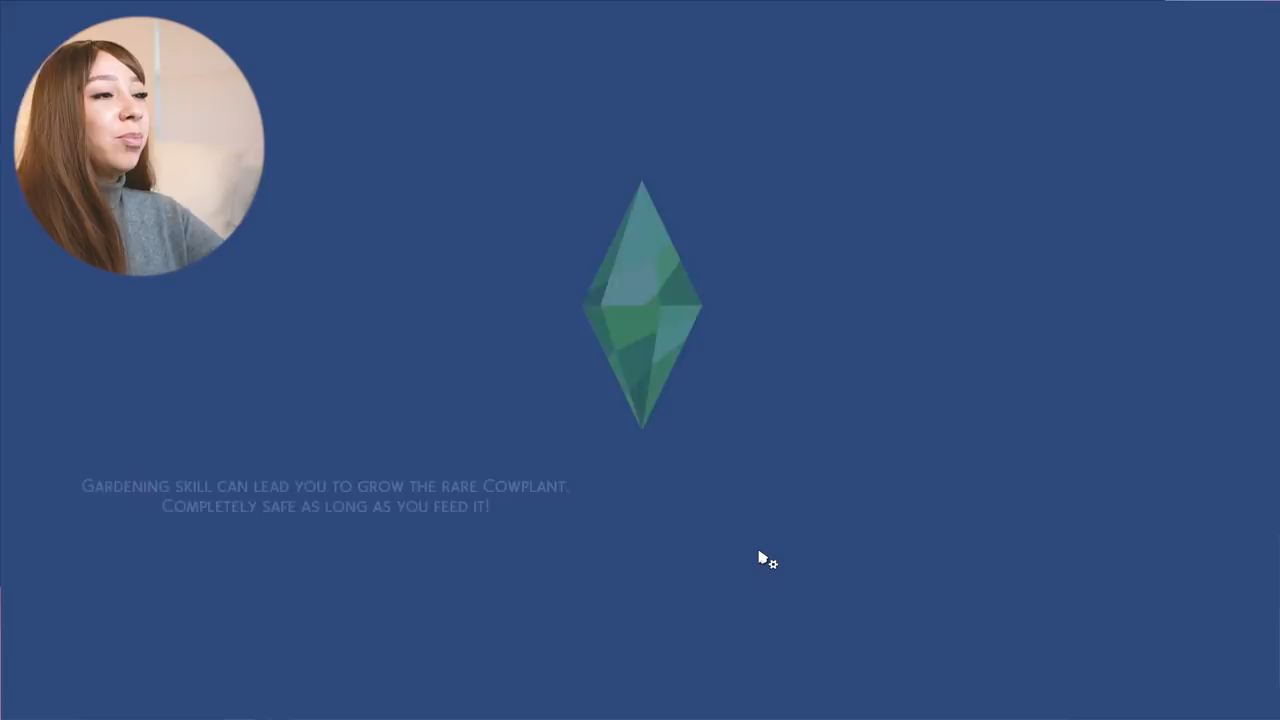 Gardening skill can lead you to grow the rare Cowplant.
Completely safe as long as you feed it!